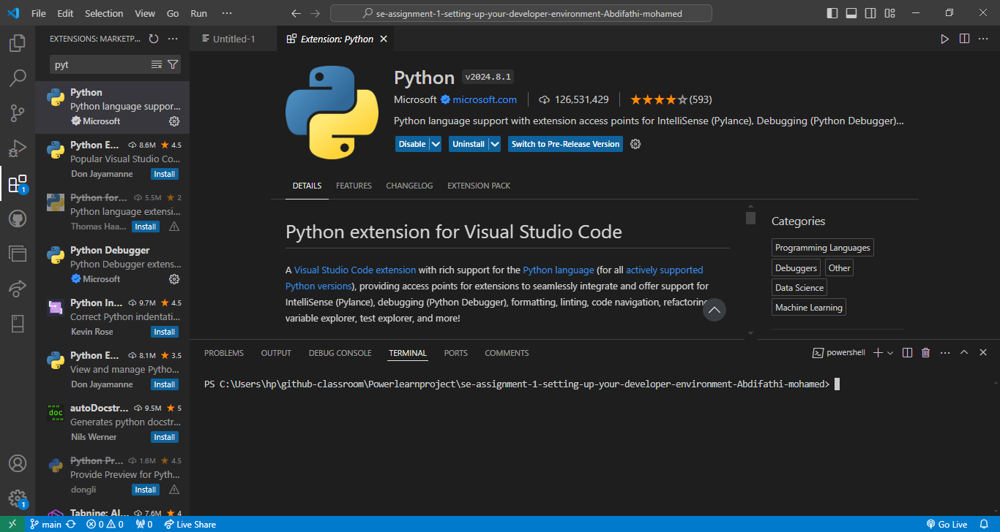 File Edit Selection View Go Run ···
se-assignment-1-setting-up-your-developer-environment-Abdifathi-mohamed
EXTENSIONS: MARKETP...
pyt
Python
Python language suppor...
Microsoft
Python E... 8.6M 4.5
Popular Visual Studio Co...
Don Jayamanne Install
Python for... 5.5M 2
Python language extensi...
Thomas Haa... Install
Python Debugger
Python Debugger extens...
Microsoft
Python In... 9.7M 4.5
Correct Python indentati...
Kevin Rose Install
Python E... 8.1M 3.5
View and manage Pytho...
Don Jayamanne Install
autoDocstr... 9.5M 5
Generates python docstr...
Nils Werner Install
Python Pr... 1.6M 4.5
Provide Preview for Pyth...
dongli Install
Tabnine: AI... 7.6M 4
1
1
Untitled-1 Extension: Python
Python v2024.8.1
Microsoft microsoft.com 126,531,429 (593)
Python language support with extension access points for IntelliSense (Pylance), Debugging (Python Debugger)...
Disable Uninstall Switch to Pre-Release Version
DETAILS FEATURES CHANGELOG EXTENSION PACK
Python extension for Visual Studio Code
A Visual Studio Code extension with rich support for the Python language (for all actively supported
Python versions), providing access points for extensions to seamlessly integrate and offer support for
IntelliSense (Pylance), debugging (Python Debugger), formatting, linting, code navigation, refactoring,
variable explorer, test explorer, and more!
Categories
Programming Languages
Debuggers Other
Data Science
Machine Learning
PROBLEMS OUTPUT DEBUG CONSOLE TERMINAL PORTS COMMENTS
powershell
PS C:\Users\hp\github-classroom\Powerlearnproject\se-assignment-1-setting-up-your-developer-environment-Abdifathi-mohamed>
main 0 0 0 Live Share Go Live